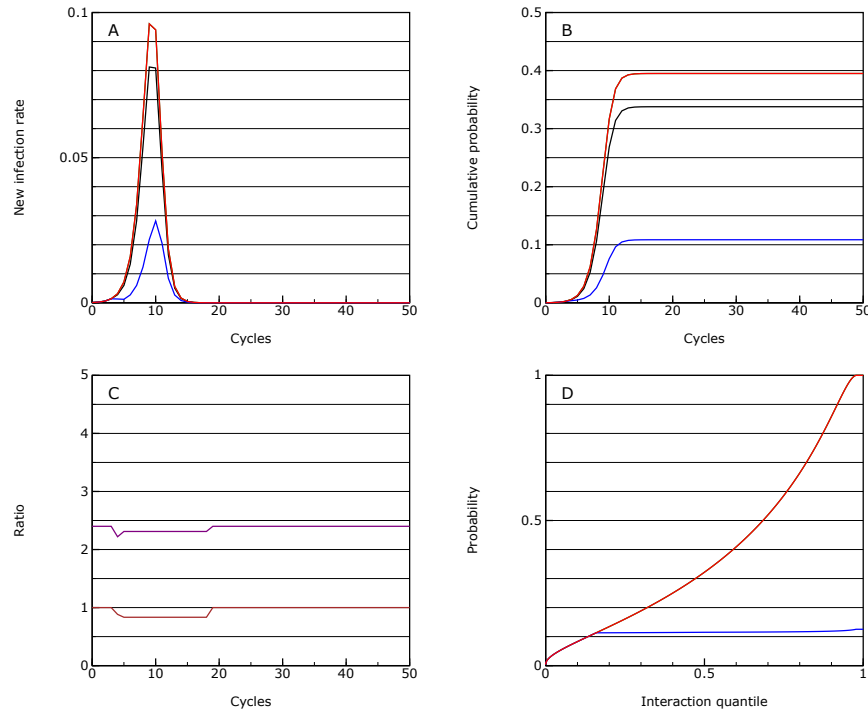 A
New infection rate
0.1
0.05
0
0 10 20 30 40 50
Cycles
B
Cumulative probability
0.5
0.4
0.3
0.2
0.1
0
0 10 20 30 40 50
Cycles
C
Ratio
5
4
3
2
1
0
0 10 20 30 40 50
Cycles
D
Probability
1
0.5
0
0 0.5 1
Interaction quantile